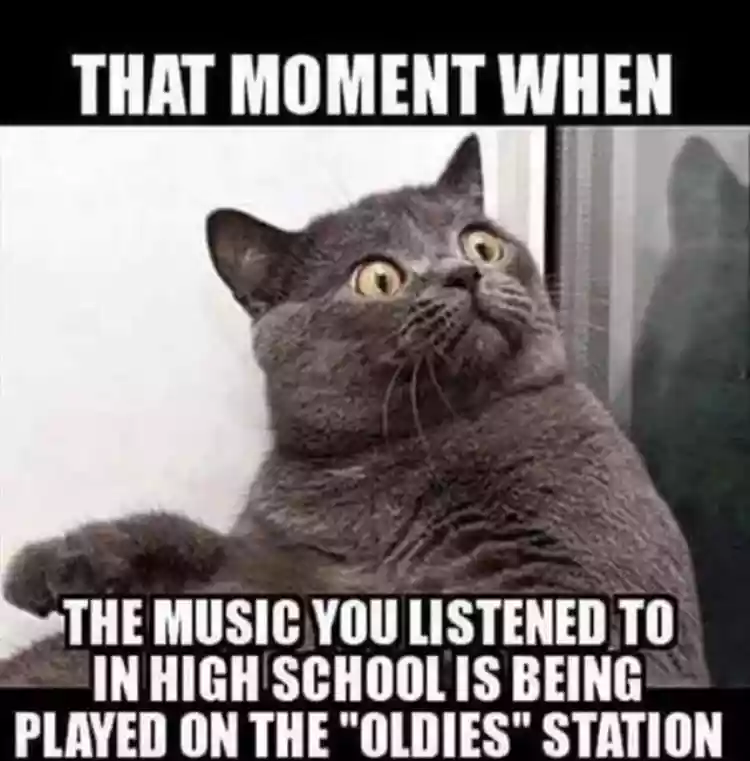 THAT MOMENT WHEN
THE MUSIC YOU LISTENED TO
IN HIGH SCHOOL IS BEING
PLAYED ON THE "OLDIES" STATION